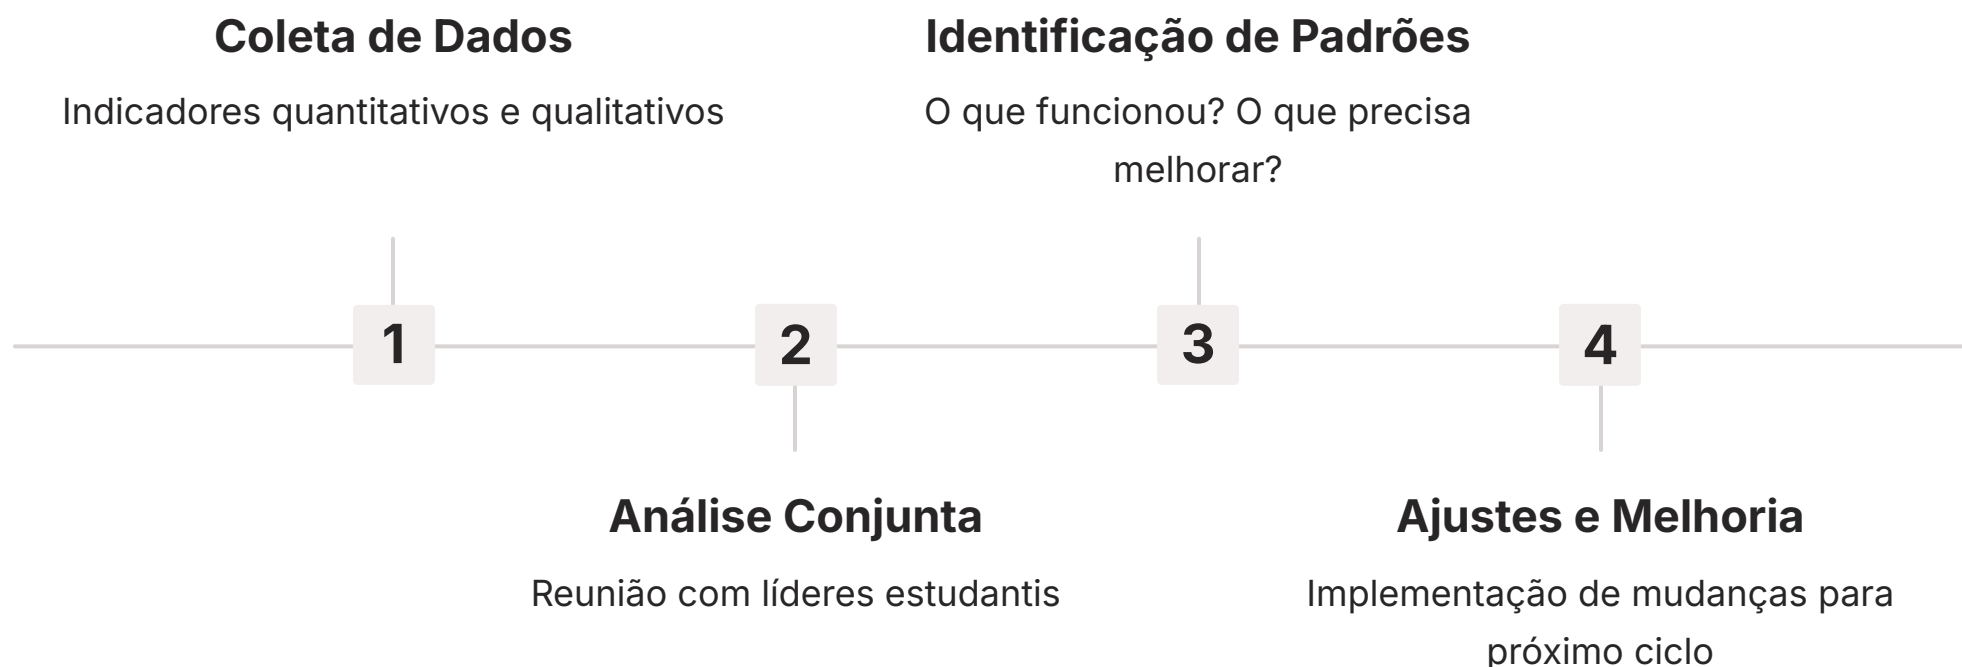 Coleta de Dados
Indicadores quantitativos e qualitativos
Identificação de Padrões
O que funcionou? O que precisa
melhorar?
1
2
3
4
Análise Conjunta
Reunião com líderes estudantis
Ajustes e Melhoria
Implementação de mudanças para
próximo ciclo